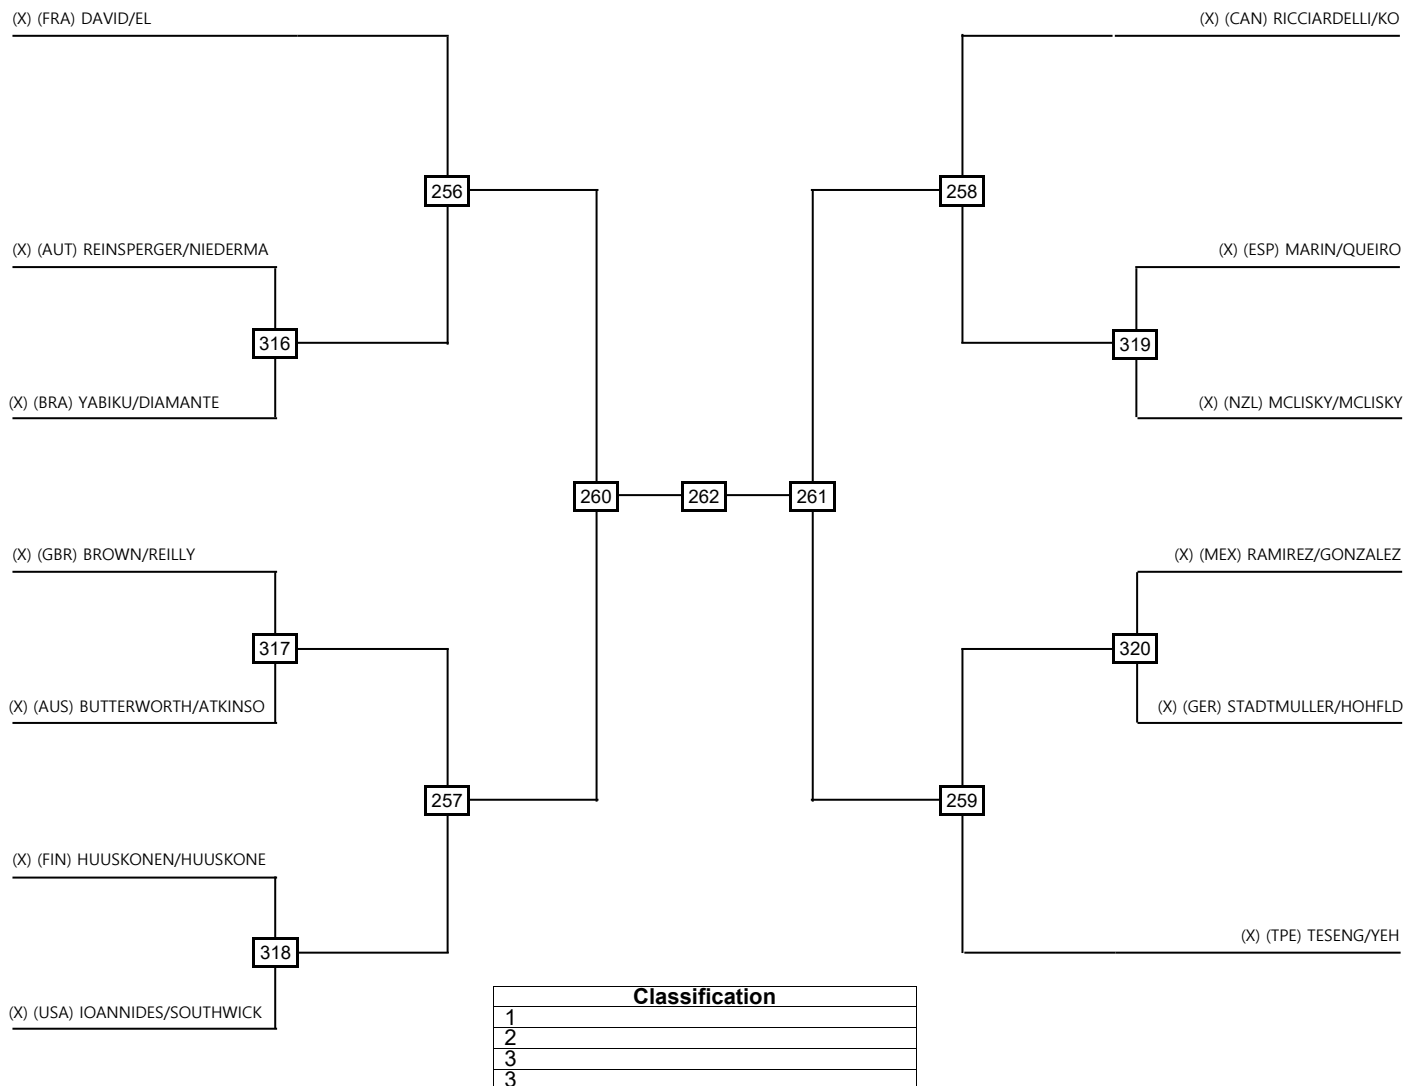 (X) (FRA) DAVID/EL
(X) (CAN) RICCIARDELLI/KO
256
258
(X) (AUT) REINSPERGER/NIEDERMA
(X) (ESP) MARIN/QUEIRO
316
319
(X) (BRA) YABIKU/DIAMANTE
(X) (NZL) MCLISKY/MCLISKY
260
262
261
(X) (GBR) BROWN/REILLY
(X) (MEX) RAMIREZ/GONZALEZ
317
320
(X) (AUS) BUTTERWORTH/ATKINSO
(X) (GER) STADTMULLER/HOHFLD
257
259
(X) (FIN) HUUSKONEN/HUUSKONE
318
(X) (TPE) TESENG/YEH
(X) (USA) IOANNIDES/SOUTHWICK
Classification
1
2
3
3